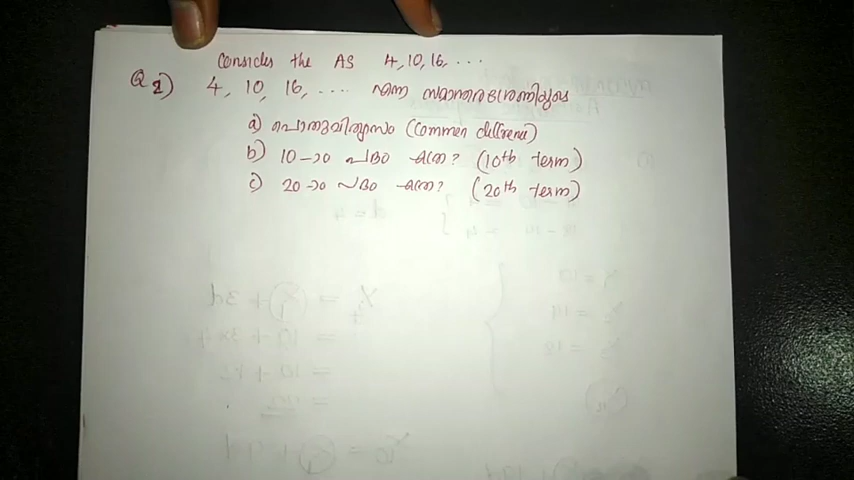 Consider the AS 4, 10, 16, ...
Q 2) 4, 10, 16, .... എന്ന സമാന്തരശ്രേണിയുടെ
a) പൊതുവിത്യാസം (Common difference)
b) 10-ാം പദം എത്ര? (10th term)
c) 20-ാം പദം എത്ര? (20th term)